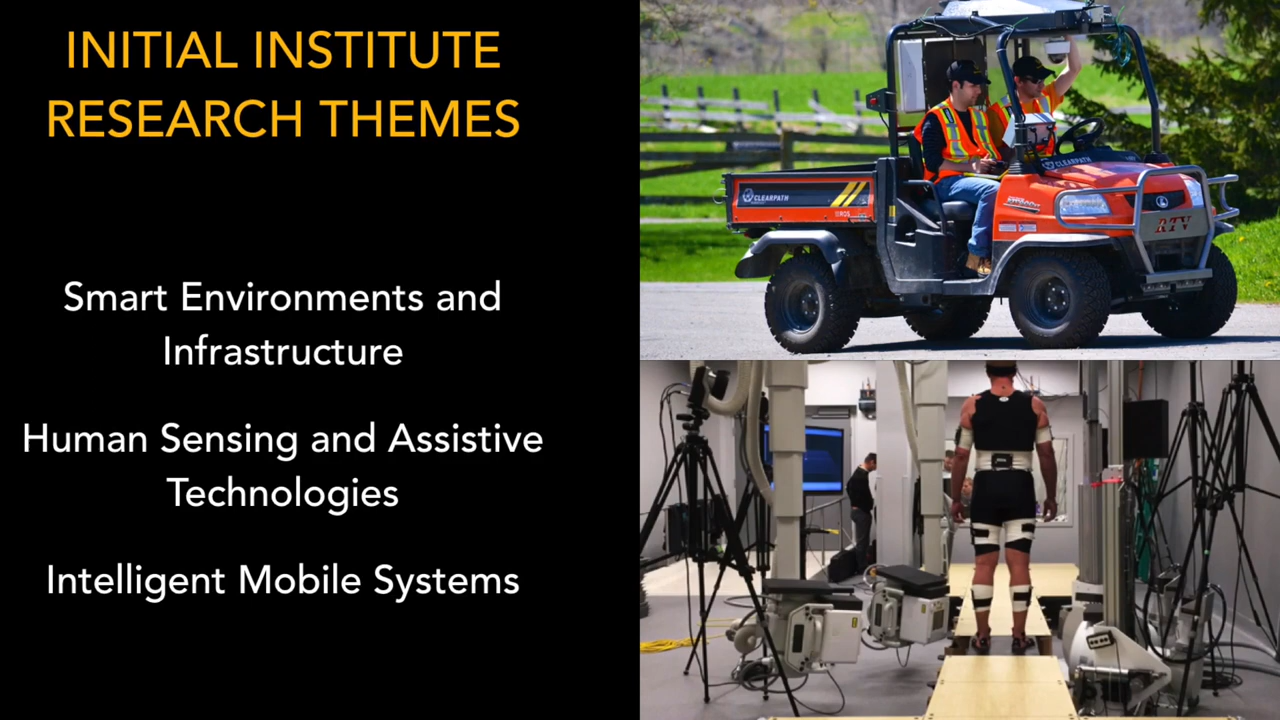 INITIAL INSTITUTE
RESEARCH THEMES
Smart Environments and
Infrastructure
Human Sensing and Assistive
Technologies
Intelligent Mobile Systems
CLEARPATH
CLEARPATH
RTV